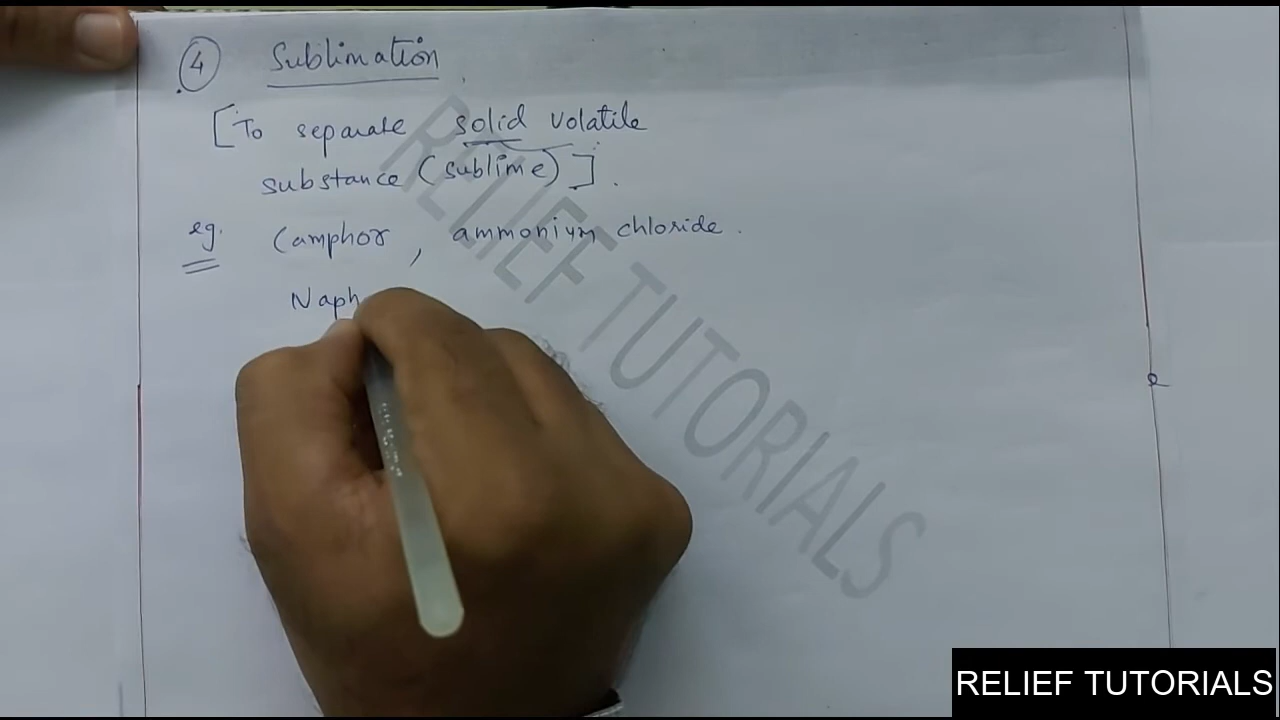 4 Sublimation
[To separate solid volatile
substance (sublime)].
eg. Camphor, ammonium chloride.
Naph
RELIEF TUTORIALS
RELIEF TUTORIALS